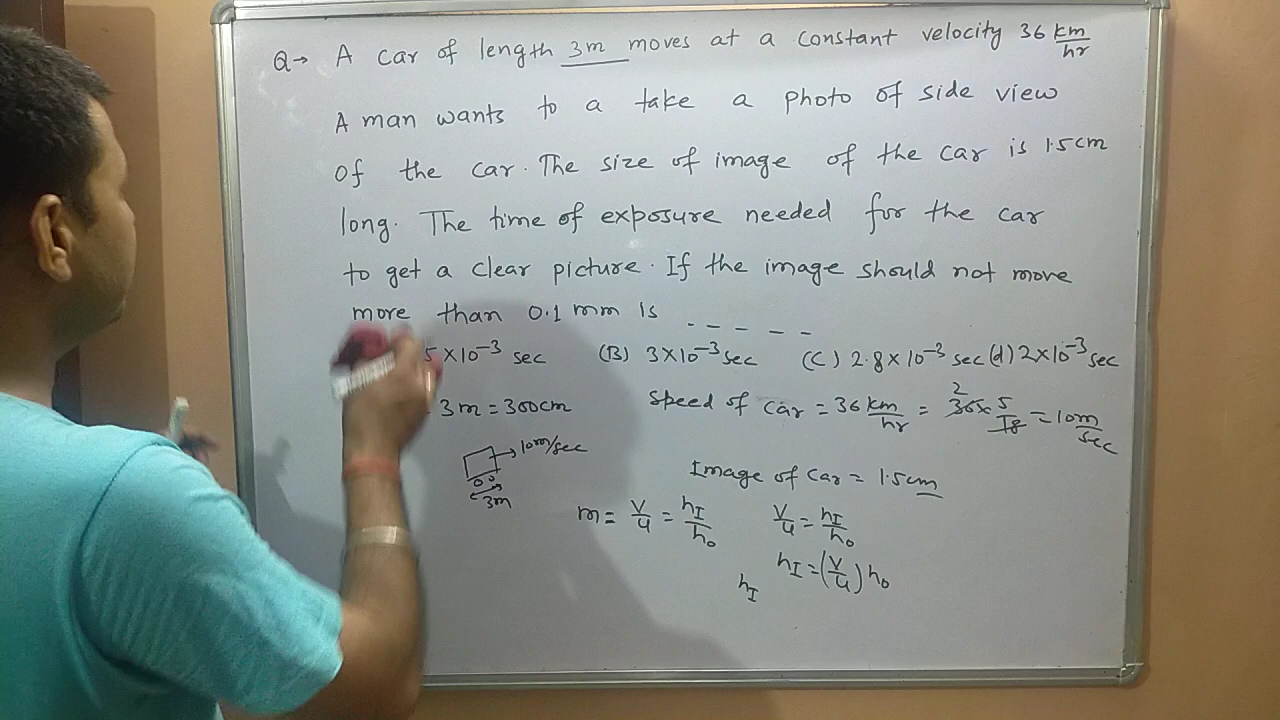 Q→ A car of length 3m moves at a constant velocity 36 km/hr
A man wants to a take a photo of side view
of the car. The size of image of the car is 1.5cm
long. The time of exposure needed for the car
to get a clear picture. If the image should not move
more than 0.1 mm is _ _ _ _ _
5×10⁻³ sec (B) 3×10⁻³ sec (C) 2.8×10⁻³ sec (d) 2×10⁻³ sec
3m = 300cm Speed of car = 36 km/hr = 36×5/18 = 10m/sec
2
10m/sec
3m
Image of car = 1.5cm
m = V/u = hI/ho V/u = hI/ho
hI = (V/u) ho
hI